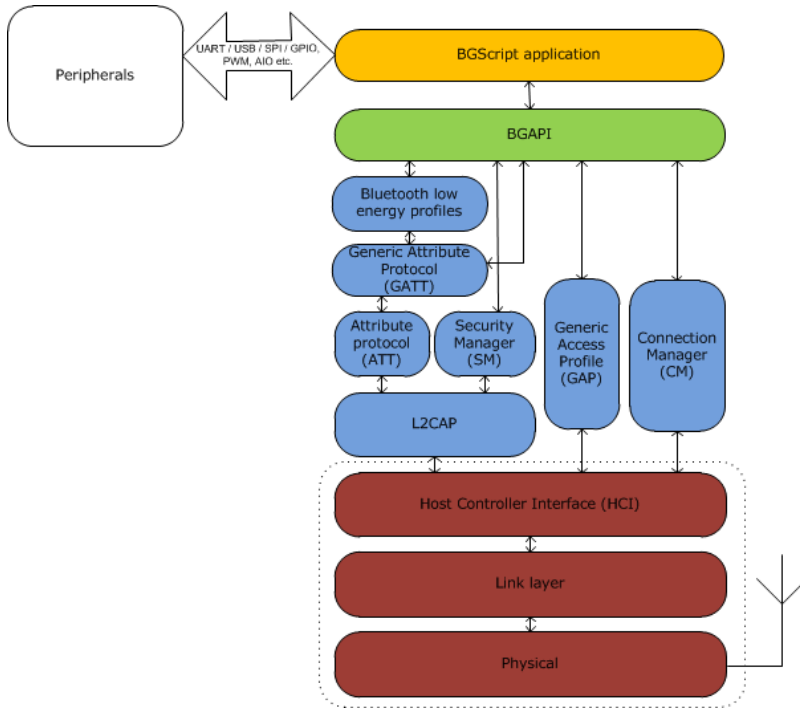 Peripherals
UART / USB / SPI / GPIO,
PWM, AIO etc.
BGScript application
BGAPI
Bluetooth low
energy profiles
Generic Attribute
Protocol
(GATT)
Attribute
protocol
(ATT)
Security
Manager
(SM)
Generic
Access
Profile
(GAP)
Connection
Manager
(CM)
L2CAP
Host Controller Interface (HCI)
Link layer
Physical